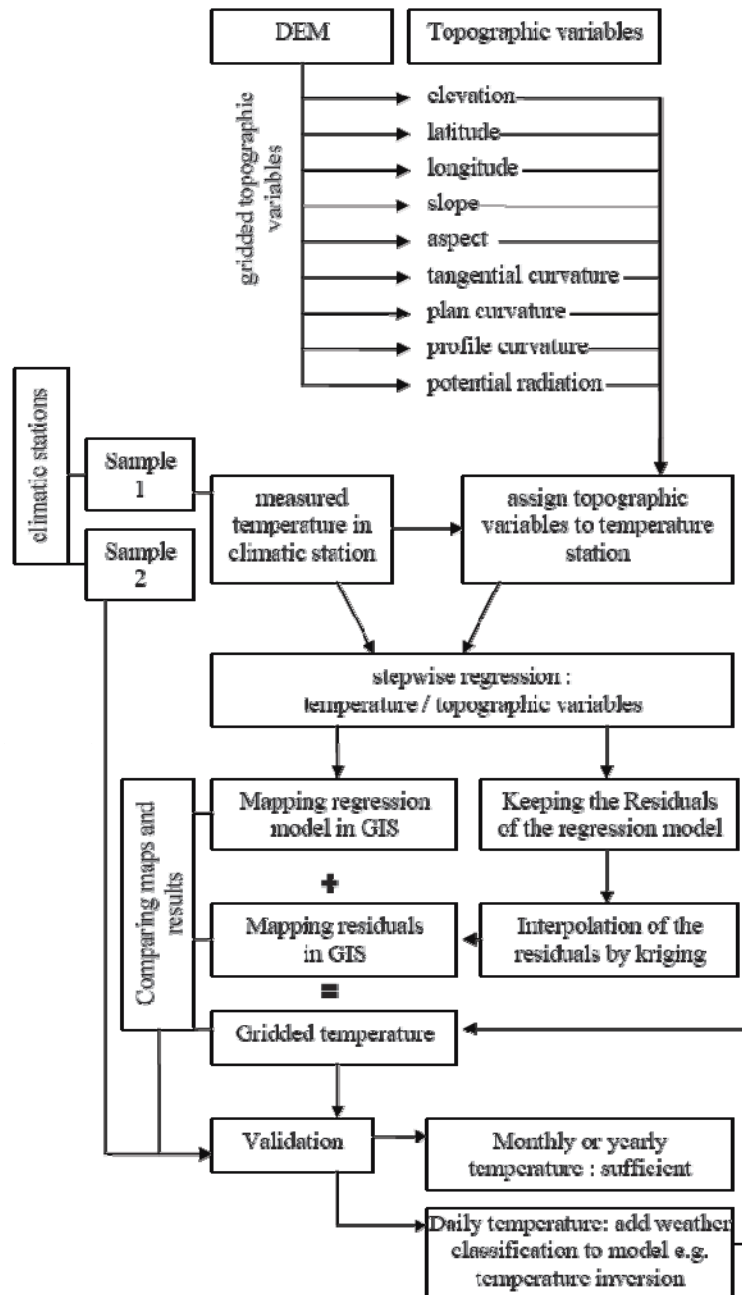 DEM
Topographic variables
gridded topographic
variables
elevation
latitude
longitude
slope
aspect
tangential curvature
plan curvature
profile curvature
potential radiation
climatic stations
Sample
1
Sample
2
measured
temperature in
climatic station
assign topographic
variables to temperature
station
stepwise regression :
temperature / topographic variables
Comparing maps and
results
Mapping regression
model in GIS
Keeping the Residuals
of the regression model
+
Mapping residuals
in GIS
Interpolation of the
residuals by kriging
=
Gridded temperature
Validation
Monthly or yearly
temperature : sufficient
Daily temperature: add weather
classification to model e.g.
temperature inversion